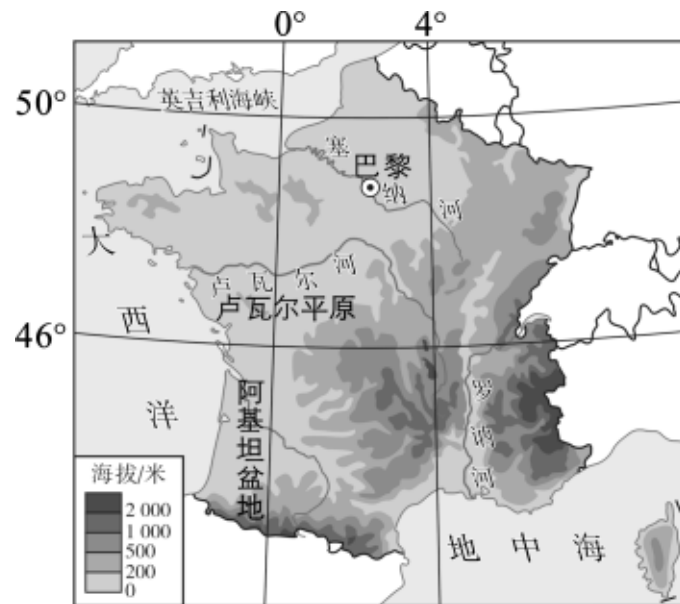 0° 4°
50°
英吉利海峡
塞纳河
巴黎
大西洋
卢瓦尔河
卢瓦尔平原
46°
阿基坦盆地
罗讷河
地中海
海拔/米
2 000
1 000
500
200
0